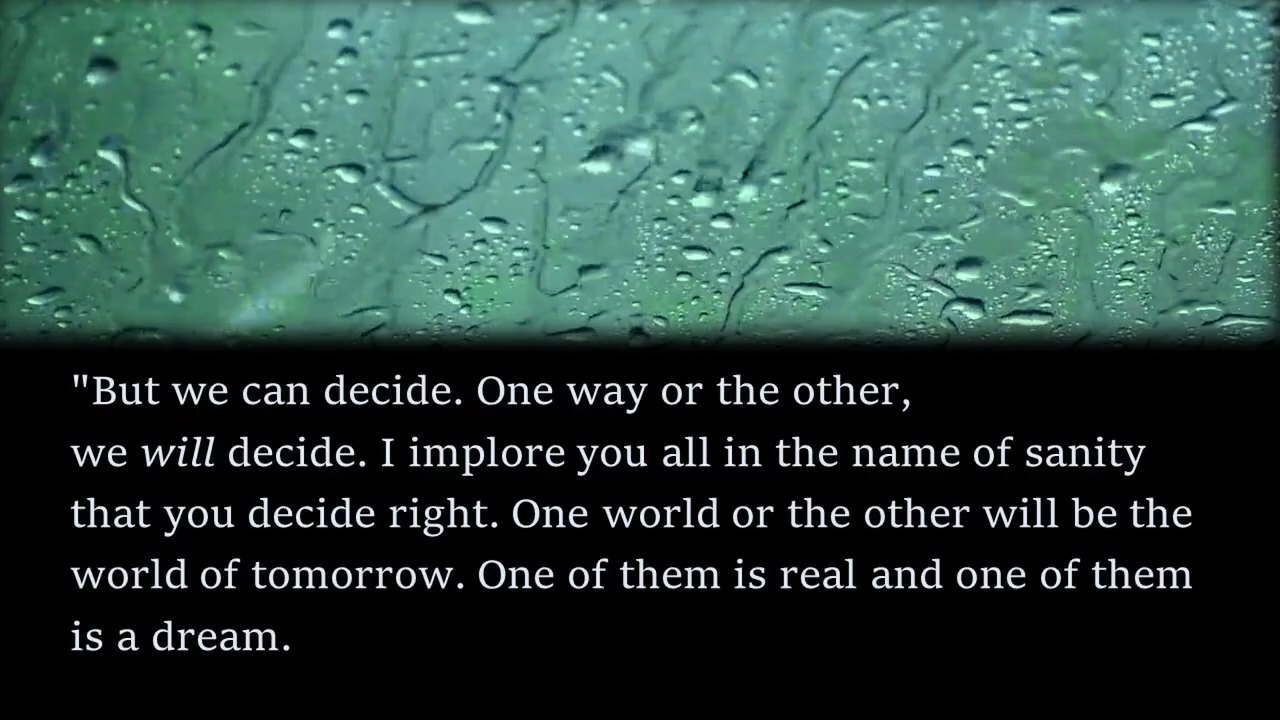 "But we can decide. One way or the other,
we will decide. I implore you all in the name of sanity
that you decide right. One world or the other will be the
world of tomorrow. One of them is real and one of them
is a dream.